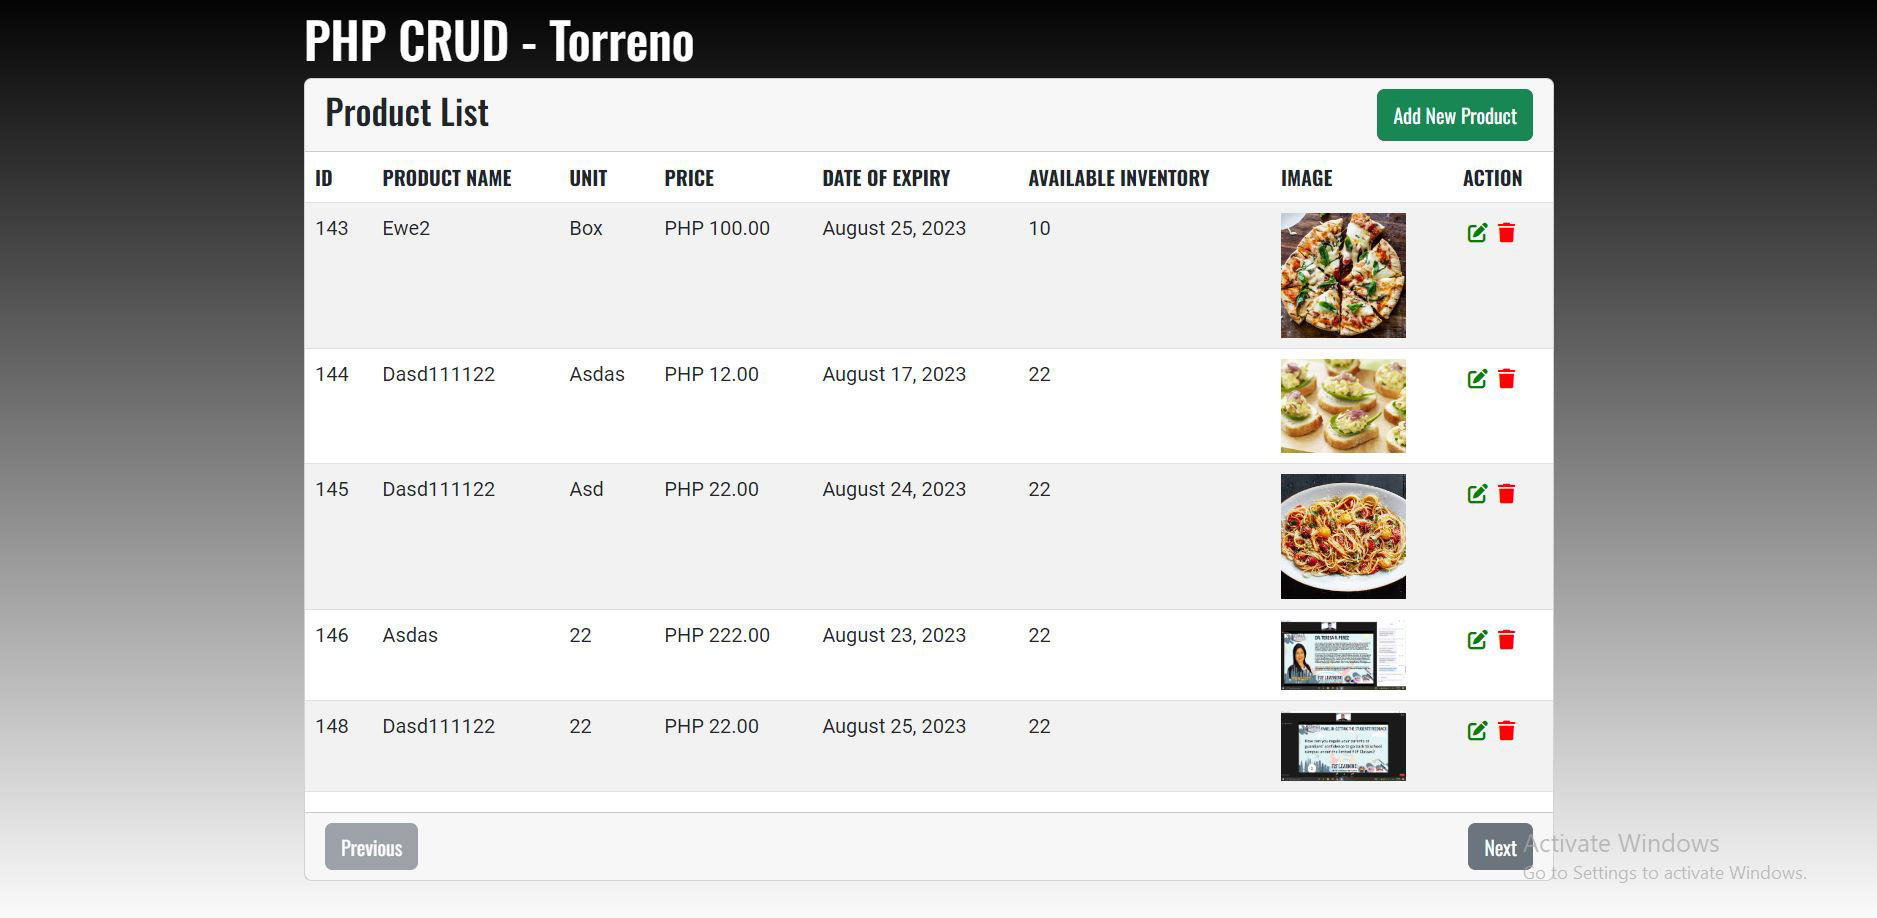 PHP CRUD - Torreno
Product List
Add New Product
ID PRODUCT NAME UNIT PRICE DATE OF EXPIRY AVAILABLE INVENTORY IMAGE ACTION
143 Ewe2 Box PHP 100.00 August 25, 2023 10
144 Dasd111122 Asdas PHP 12.00 August 17, 2023 22
145 Dasd111122 Asd PHP 22.00 August 24, 2023 22
146 Asdas 22 PHP 222.00 August 23, 2023 22
148 Dasd111122 22 PHP 22.00 August 25, 2023 22
Previous
Next
Activate Windows
Go to Settings to activate Windows.